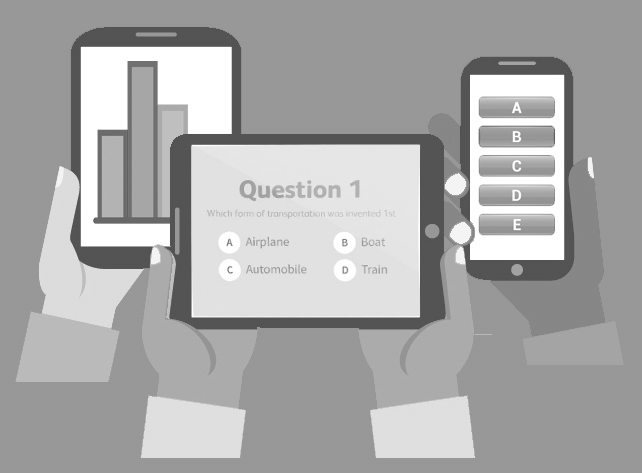 Question 1
Which form of transportation was invented 1st
A Airplane
B Boat
C Automobile
D Train
A
B
C
D
E